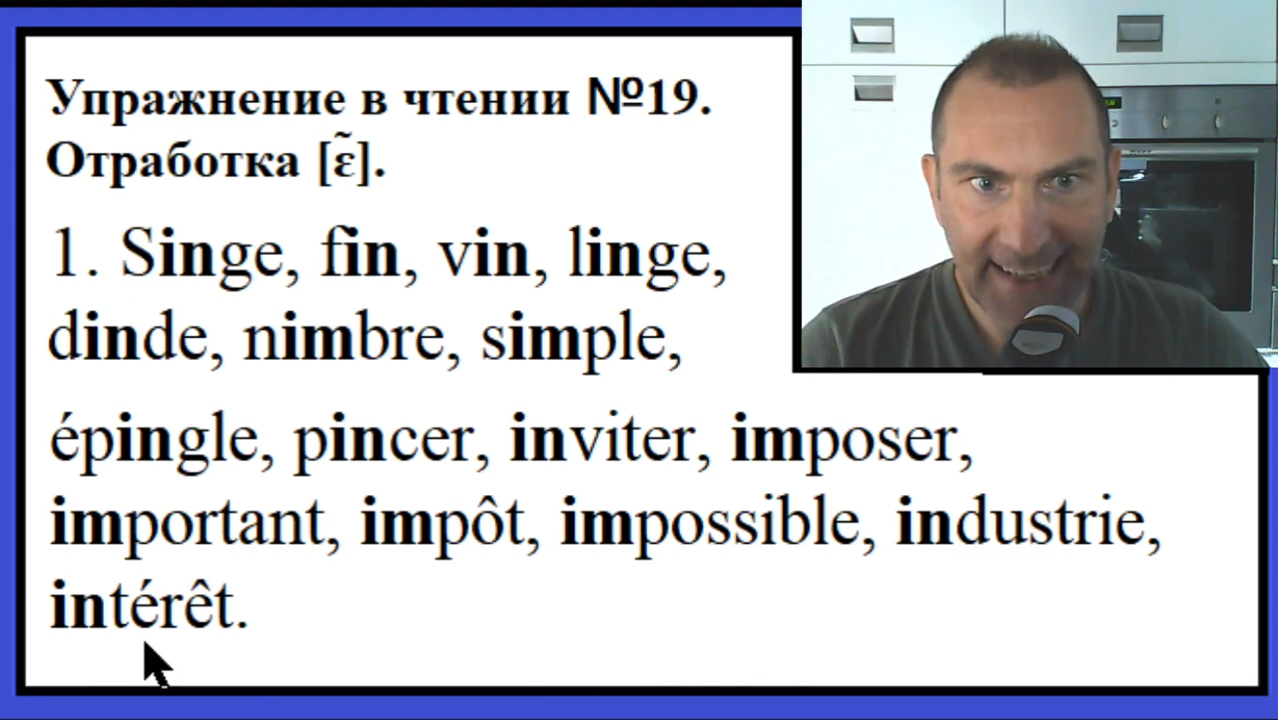 Упражнение в чтении №19.
Отработка [ɛ̃].
1. Singe, fin, vin, linge,
dinde, nimbre, simple,
épingle, pincer, inviter, imposer,
important, impôt, impossible, industrie,
intérêt.